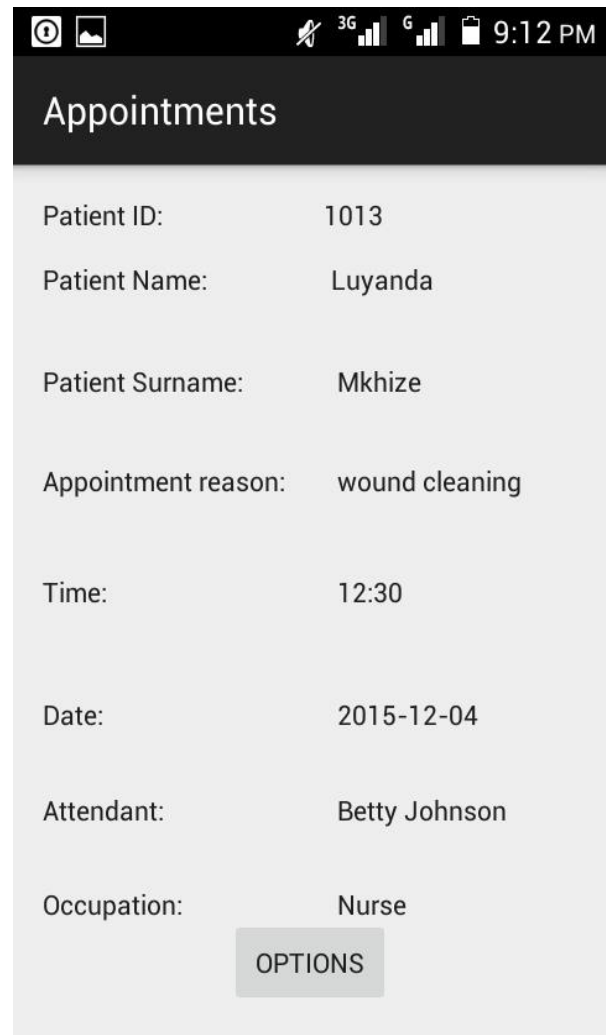 3G G 9:12 PM
Appointments
Patient ID: 1013
Patient Name: Luyanda
Patient Surname: Mkhize
Appointment reason: wound cleaning
Time: 12:30
Date: 2015-12-04
Attendant: Betty Johnson
Occupation: Nurse
OPTIONS